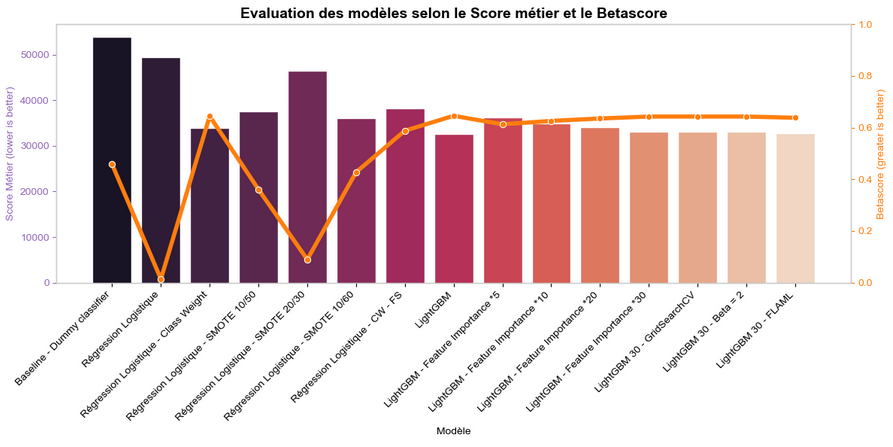 Evaluation des modèles selon le Score métier et le Betascore
Score Métier (lower is better)
50000
40000
30000
20000
10000
0
1.0
0.8
0.6
0.4
0.2
0.0
Betascore (greater is better)
Baseline - Dummy classifier
Régression Logistique
Régression Logistique - Class Weight
Régression Logistique - SMOTE 10/50
Régression Logistique - SMOTE 20/30
Régression Logistique - SMOTE 10/60
Régression Logistique - CW - FS
LightGBM
LightGBM - Feature Importance *5
LightGBM - Feature Importance *10
LightGBM - Feature Importance *20
LightGBM - Feature Importance *30
LightGBM 30 - GridSearchCV
LightGBM 30 - Beta = 2
LightGBM 30 - FLAML
Modèle